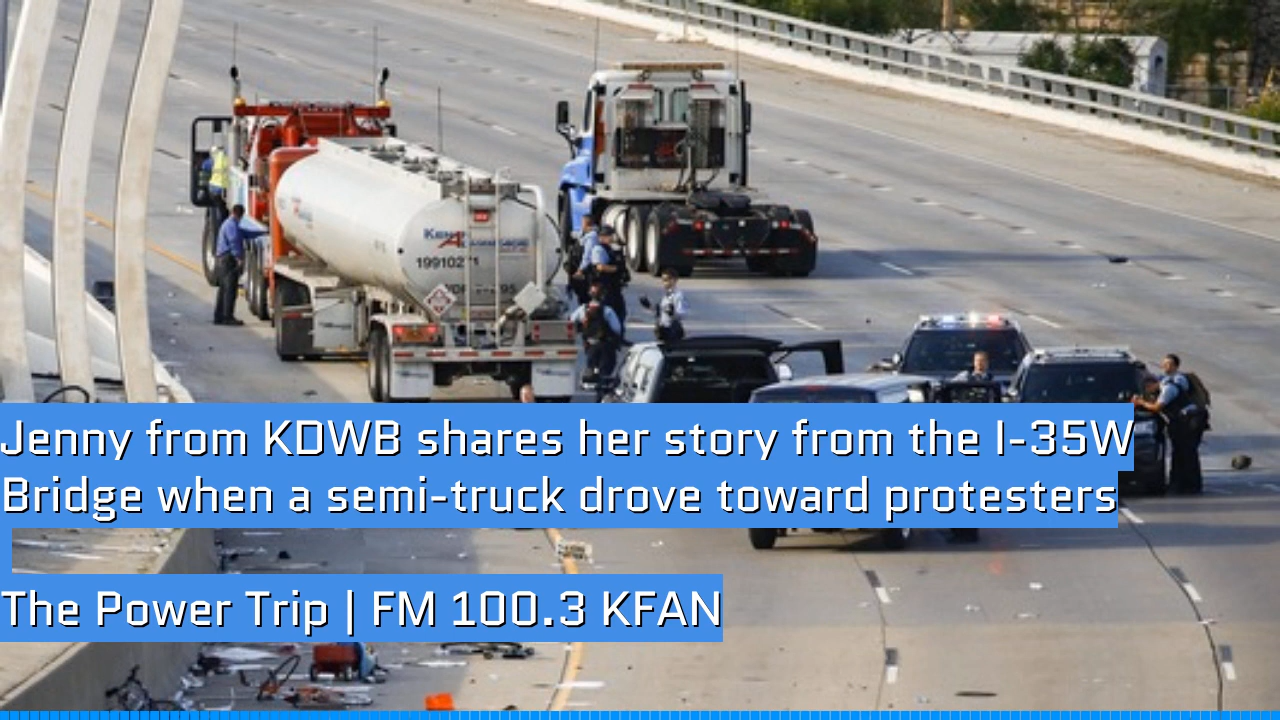 19910271
Jenny from KDWB shares her story from the I-35W
Bridge when a semi-truck drove toward protesters
The Power Trip | FM 100.3 KFAN